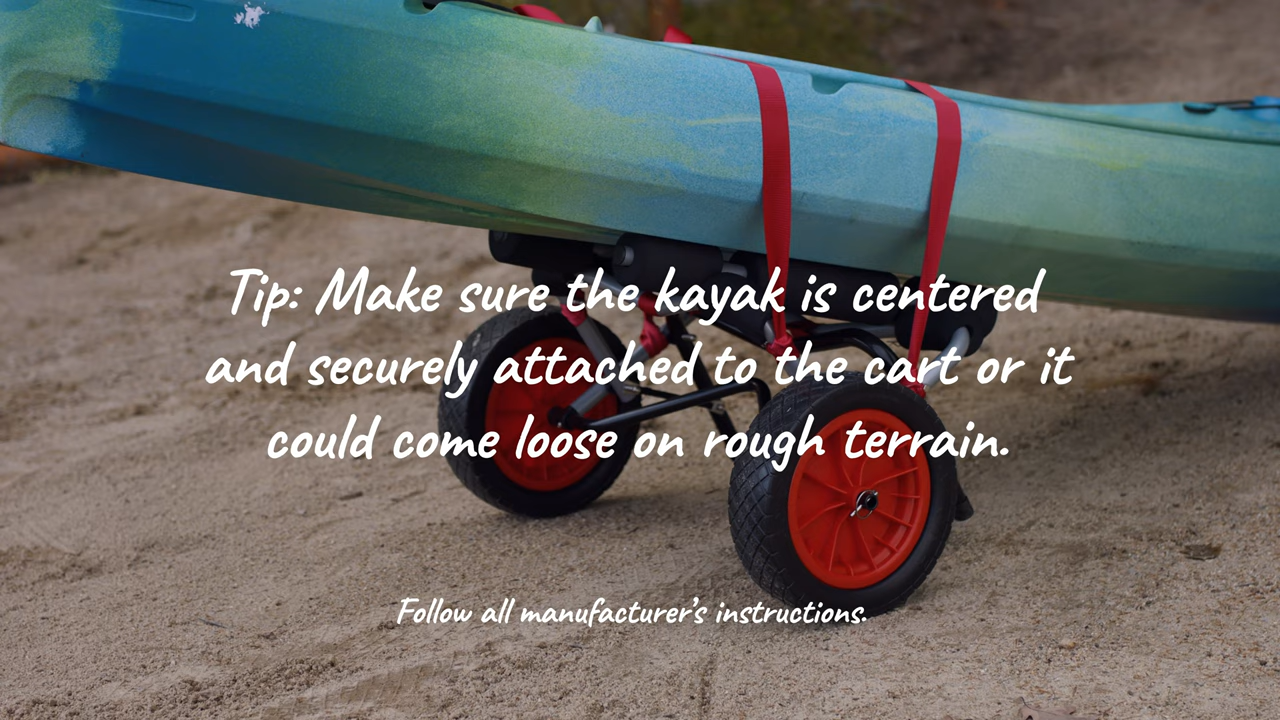 Tip: Make sure the kayak is centered
and securely attached to the cart or it
could come loose on rough terrain.
Follow all manufacturer's instructions.